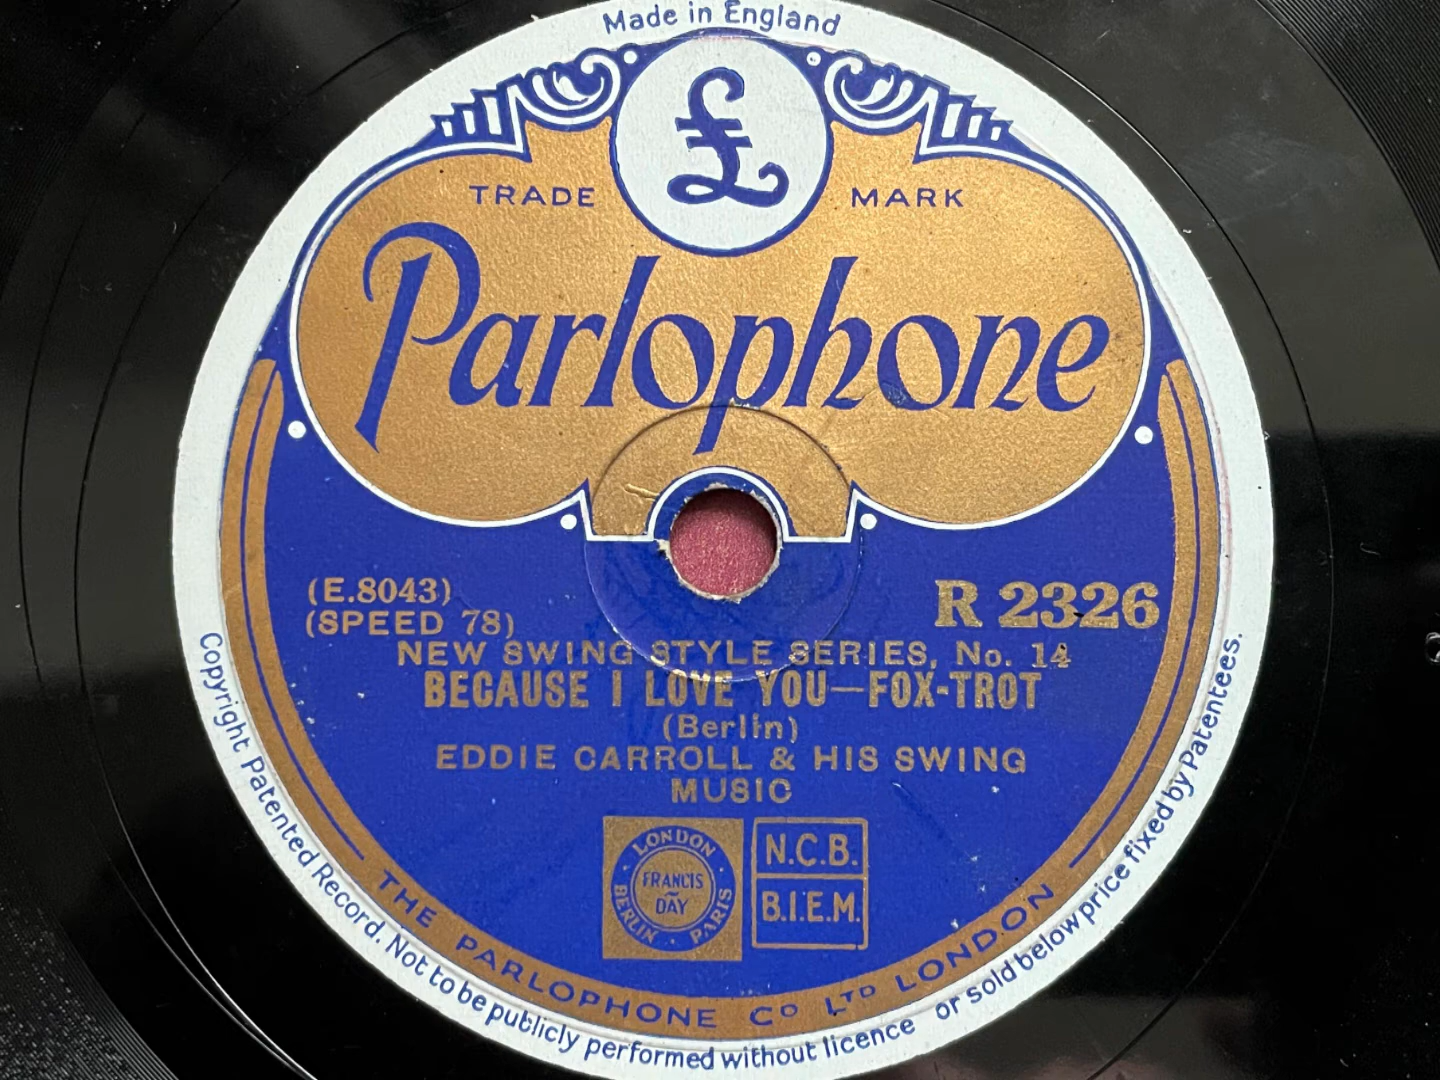 Made in England
£
TRADE MARK
Parlophone
(E.8043)
(SPEED 78)
R 2326
NEW SWING STYLE SERIES, No. 14
BECAUSE I LOVE YOU—FOX-TROT
(Berlin)
EDDIE CARROLL & HIS SWING
MUSIC
LONDON
FRANCIS
DAY
BERLIN · PARIS
N.C.B.
B.I.E.M.
THE PARLOPHONE CO LTD LONDON
Copyright Patented Record. Not to be publicly performed without licence or sold below price fixed by Patentees.